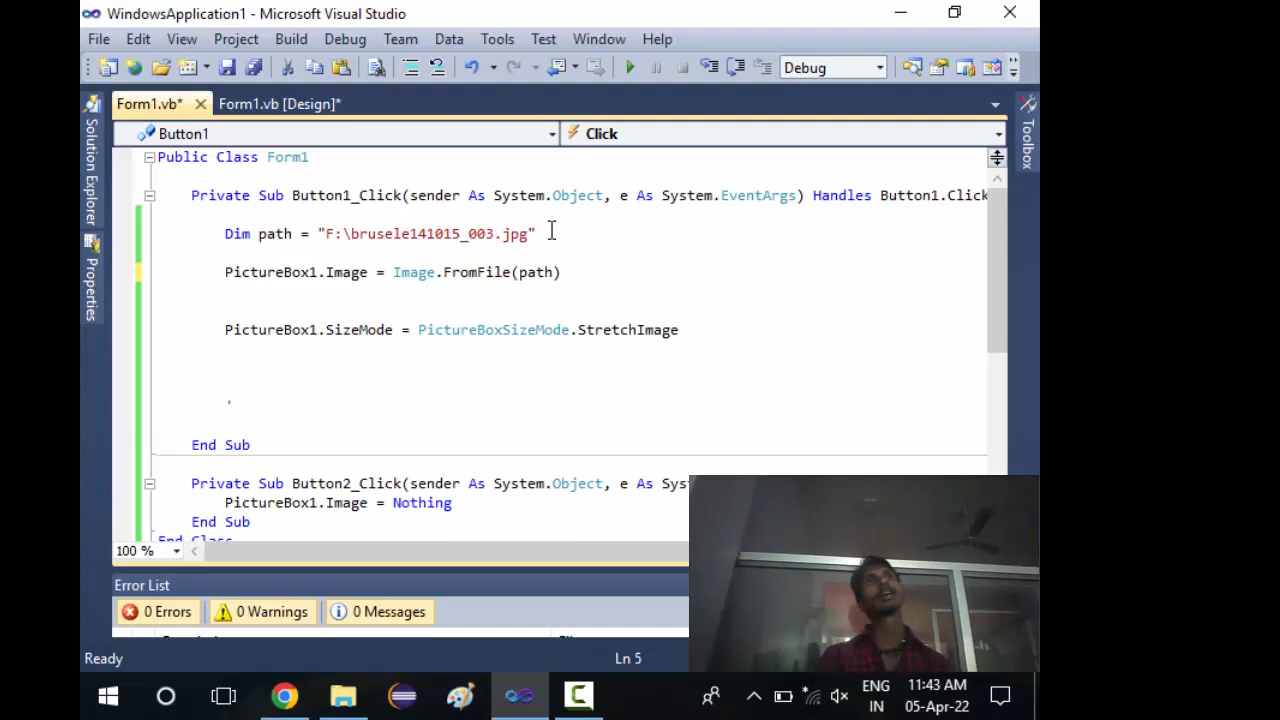 WindowsApplication1 - Microsoft Visual Studio
File Edit View Project Build Debug Team Data Tools Test Window Help
Debug
Form1.vb* Form1.vb [Design]*
Button1 Click
Solution Explorer
Properties
Toolbox
Public Class Form1
Private Sub Button1_Click(sender As System.Object, e As System.EventArgs) Handles Button1.Click
Dim path = "F:\brusele141015_003.jpg"
PictureBox1.Image = Image.FromFile(path)
PictureBox1.SizeMode = PictureBoxSizeMode.StretchImage
'
End Sub
Private Sub Button2_Click(sender As System.Object, e As Sys
PictureBox1.Image = Nothing
End Sub
End Class
100 %
Error List
0 Errors 0 Warnings 0 Messages
Ready Ln 5
ENG 11:43 AM
IN 05-Apr-22